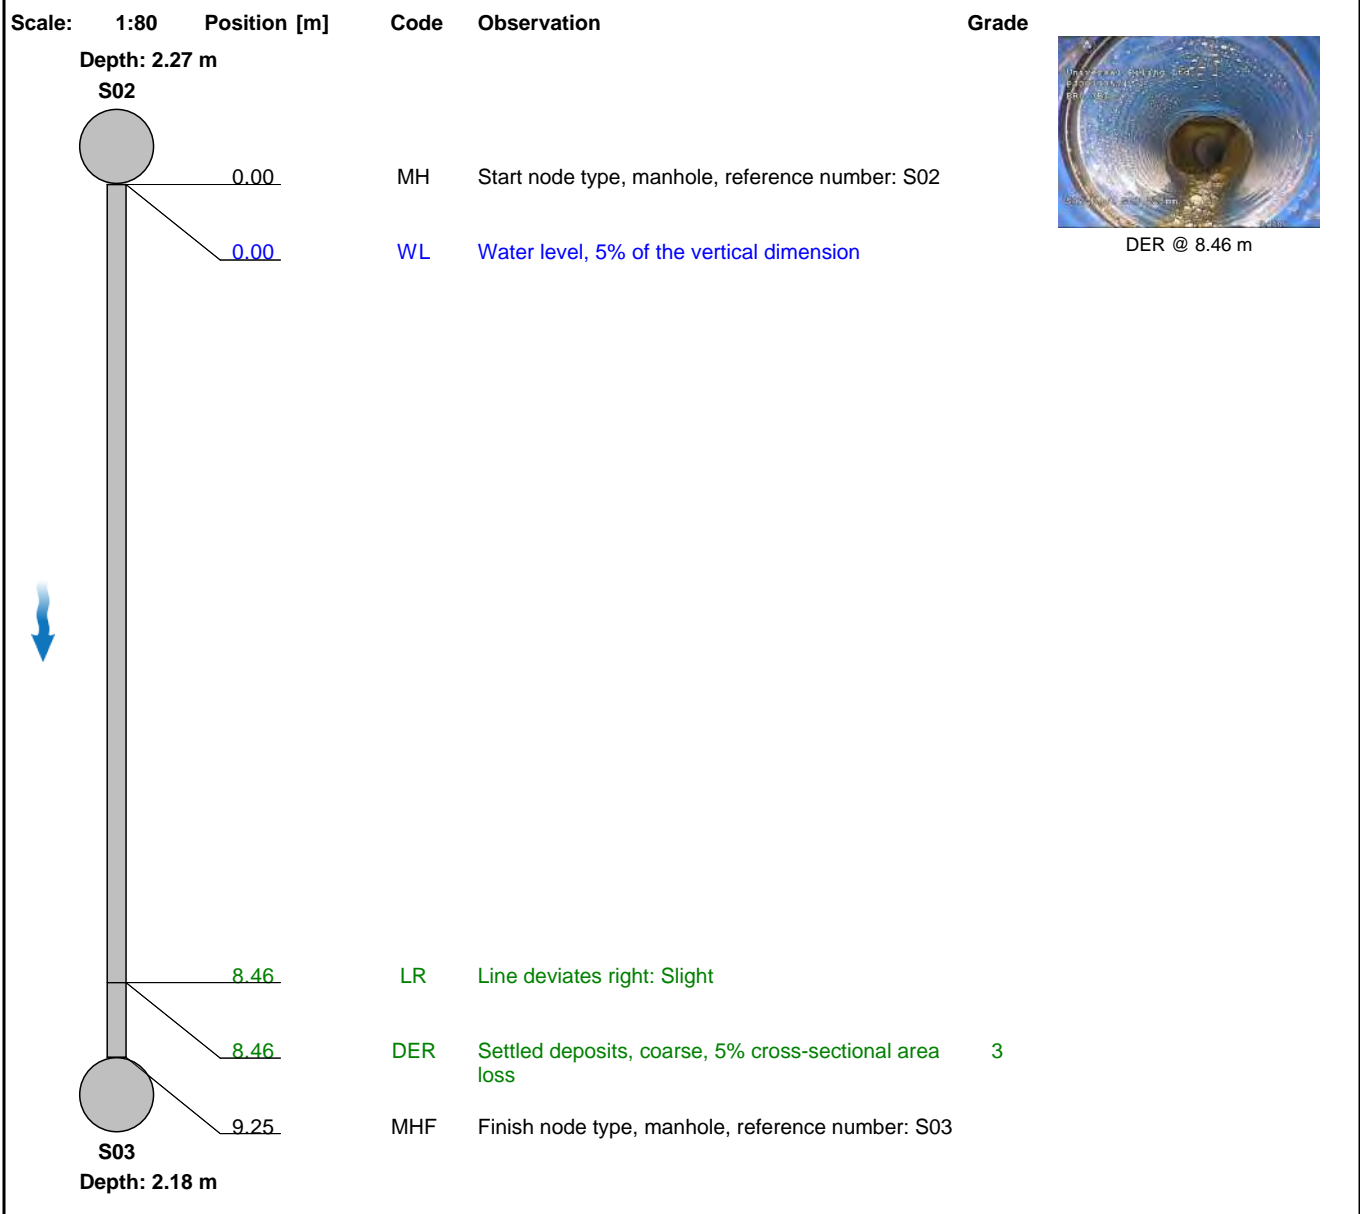 Scale: 1:80 Position [m] Code Observation Grade
Depth: 2.27 m
S02
0.00 MH Start node type, manhole, reference number: S02
0.00 WL Water level, 5% of the vertical dimension
Universal Piling Ltd.
DER @ 8.46 m
8.46 LR Line deviates right: Slight
8.46 DER Settled deposits, coarse, 5% cross-sectional area
loss
3
9.25 MHF Finish node type, manhole, reference number: S03
S03
Depth: 2.18 m